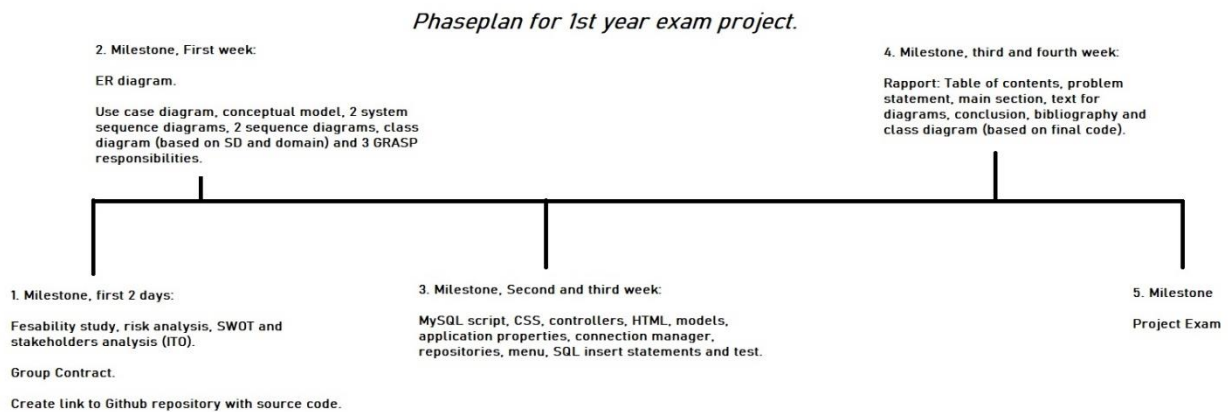 Phaseplan for 1st year exam project.
2. Milestone, First week:
ER diagram.
Use case diagram, conceptual model, 2 system
sequence diagrams, 2 sequence diagrams, class
diagram (based on SD and domain) and 3 GRASP
responsibilities.
4. Milestone, third and fourth week:
Rapport: Table of contents, problem
statement, main section, text for
diagrams, conclusion, bibliography and
class diagram (based on final code).
1. Milestone, first 2 days:
Fesability study, risk analysis, SWOT and
stakeholders analysis (ITO).
Group Contract.
Create link to Github repository with source code.
3. Milestone, Second and third week:
MySQL script, CSS, controllers, HTML, models,
application properties, connection manager,
repositories, menu, SQL insert statements and test.
5. Milestone
Project Exam